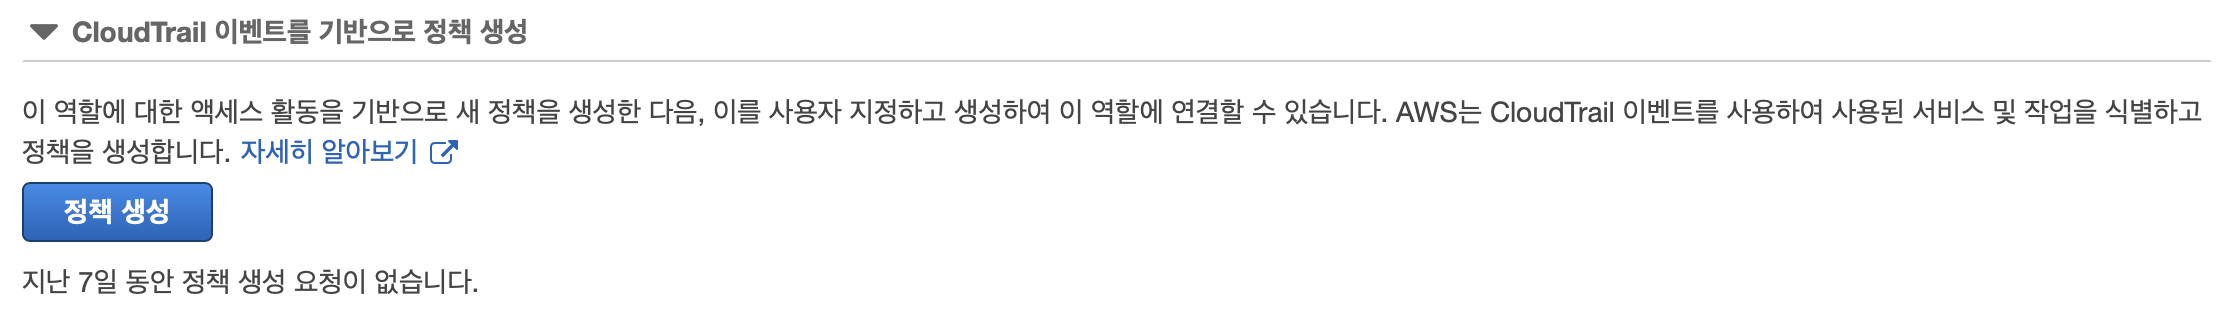 CloudTrail 이벤트를 기반으로 정책 생성
이 역할에 대한 액세스 활동을 기반으로 새 정책을 생성한 다음, 이를 사용자 지정하고 생성하여 이 역할에 연결할 수 있습니다. AWS는 CloudTrail 이벤트를 사용하여 사용된 서비스 및 작업을 식별하고
정책을 생성합니다. 자세히 알아보기
정책 생성
지난 7일 동안 정책 생성 요청이 없습니다.